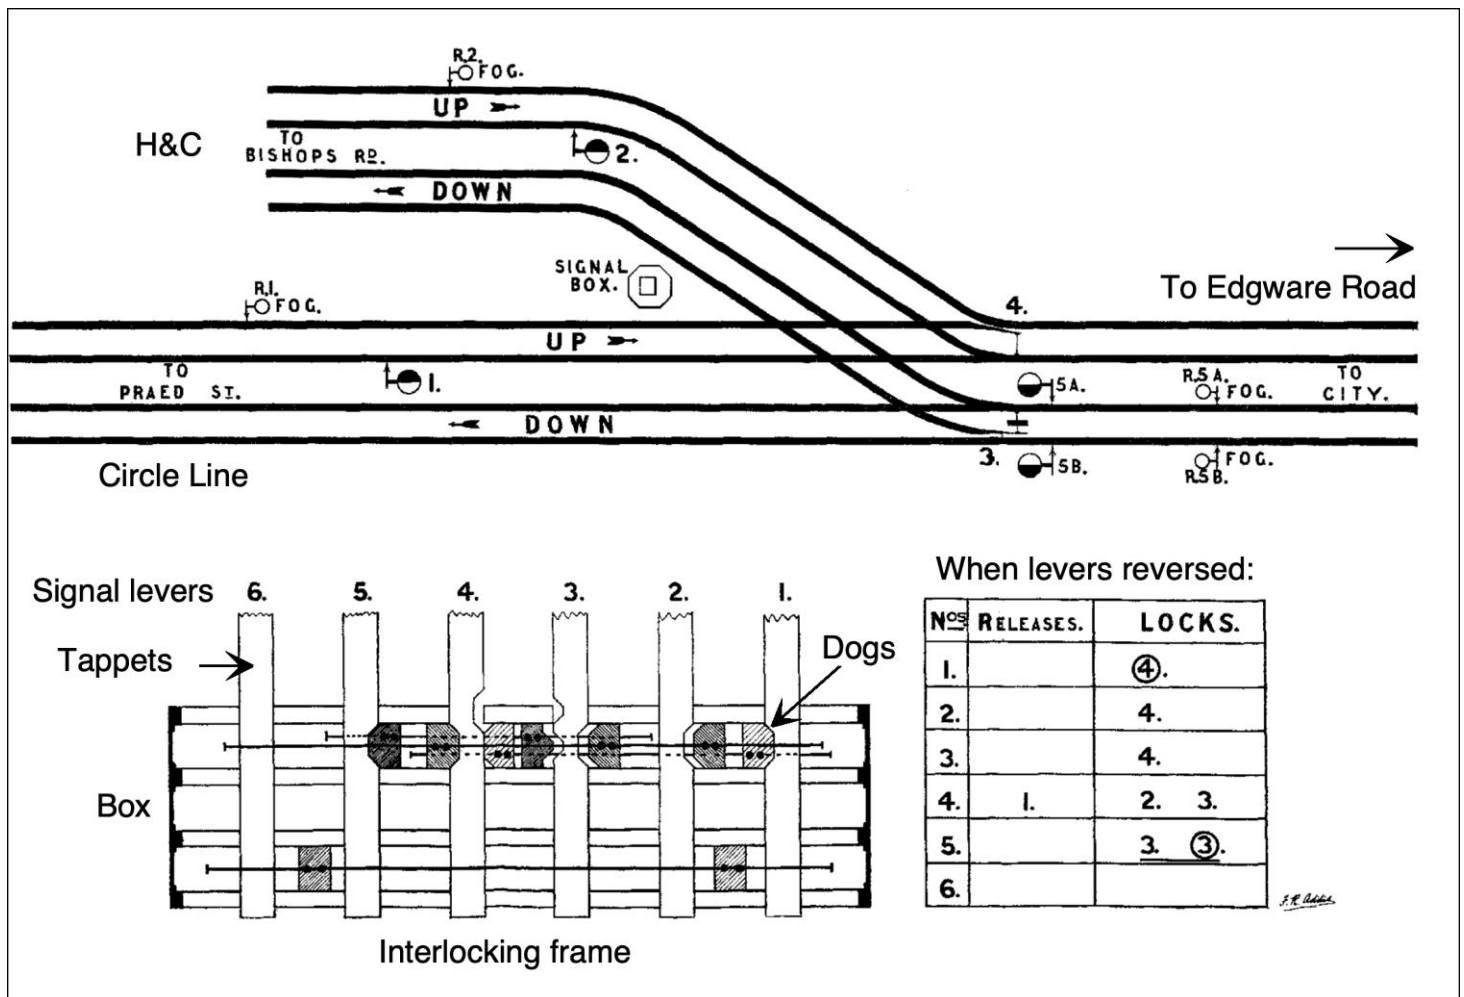 R.2.
FOG.
UP
H&C
TO
BISHOPS RD.
2.
DOWN
SIGNAL
BOX.
To Edgware Road
R.1.
FOG.
4.
UP
TO
PRAED ST.
1.
5A.
R.5A.
FOG.
TO
CITY.
DOWN
3.
5B.
FOG.
R.5B.
Circle Line
When levers reversed:
Signal levers 6. 5. 4. 3. 2. 1.
Tappets
Dogs
Box
Interlocking frame
Nos RELEASES. LOCKS.
1. ④.
2. 4.
3. 4.
4. 1. 2. 3.
5. 3. ③.
6.